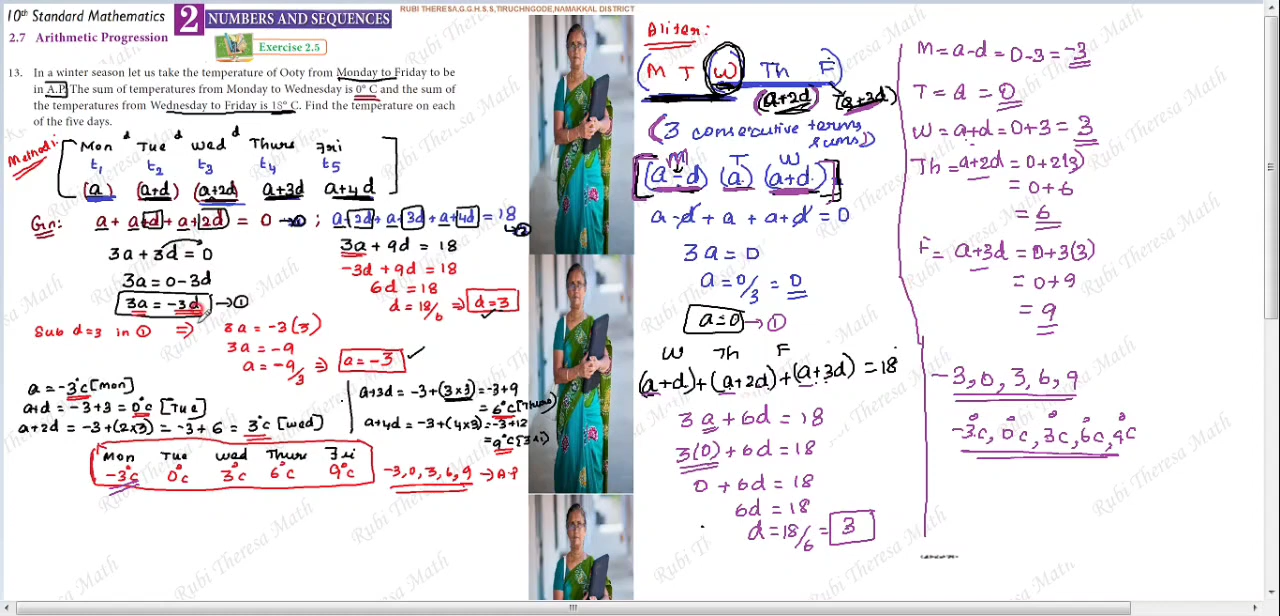 RUBI THERESA,G.G.H.S.S,TIRUCHNGODE,NAMAKKAL DISTRICT
10th Standard Mathematics
2 NUMBERS AND SEQUENCES
2.7 Arithmetic Progression
Exercise 2.5
13. In a winter season let us take the temperature of Ooty from Monday to Friday to be
in A.P. The sum of temperatures from Monday to Wednesday is 0° C and the sum of
the temperatures from Wednesday to Friday is 18° C. Find the temperature on each
of the five days.
Method I:
Mon Tue Wed Thurs Fri
d d d
t1 t2 t3 t4 t5
(a) (a+d) (a+2d) a+3d a+4d
Gn: a + a+d + a+2d = 0 → ① ; a+2d + a+3d + a+4d = 18 → ②
3a + 3d = 0
3a = 0 - 3d
3a = -3d → ①
3a + 9d = 18
-3d + 9d = 18
6d = 18
d = 18/6 ⇒ d = 3
Sub d=3 in ① ⇒ 3a = -3(3)
3a = -9
a = -9/3 ⇒ a = -3
a = -3°c [Mon]
a+d = -3+3 = 0°c [Tue]
a+2d = -3+(2×3) = -3+6 = 3°c [Wed]
a+3d = -3+(3×3) = -3+9
= 6°c [Thurs]
a+4d = -3+(4×3) = -3+12
= 9°c [Fri]
Mon Tue Wed Thurs Fri
-3°c 0°c 3°c 6°c 9°c
-3, 0, 3, 6, 9 → A.P
Aliter:
(M T W Th F)
(a+2d) (a+3d)
(3 consecutive terms sums)
M T W
[(a-d) (a) (a+d)]
a-d + a + a+d = 0
3a = 0
a = 0/3 = 0
a = 0 → ①
W Th F
(a+d)+(a+2d)+(a+3d) = 18
3a + 6d = 18
3(0) + 6d = 18
0 + 6d = 18
6d = 18
d = 18/6 = 3
M = a-d = 0-3 = -3
T = a = 0
W = a+d = 0+3 = 3
Th = a+2d = 0+2(3)
= 0+6
= 6
F = a+3d = 0+3(3)
= 0+9
= 9
-3, 0, 3, 6, 9
-3°c, 0°c, 3°c, 6°c, 9°c
Rubi Theresa Math